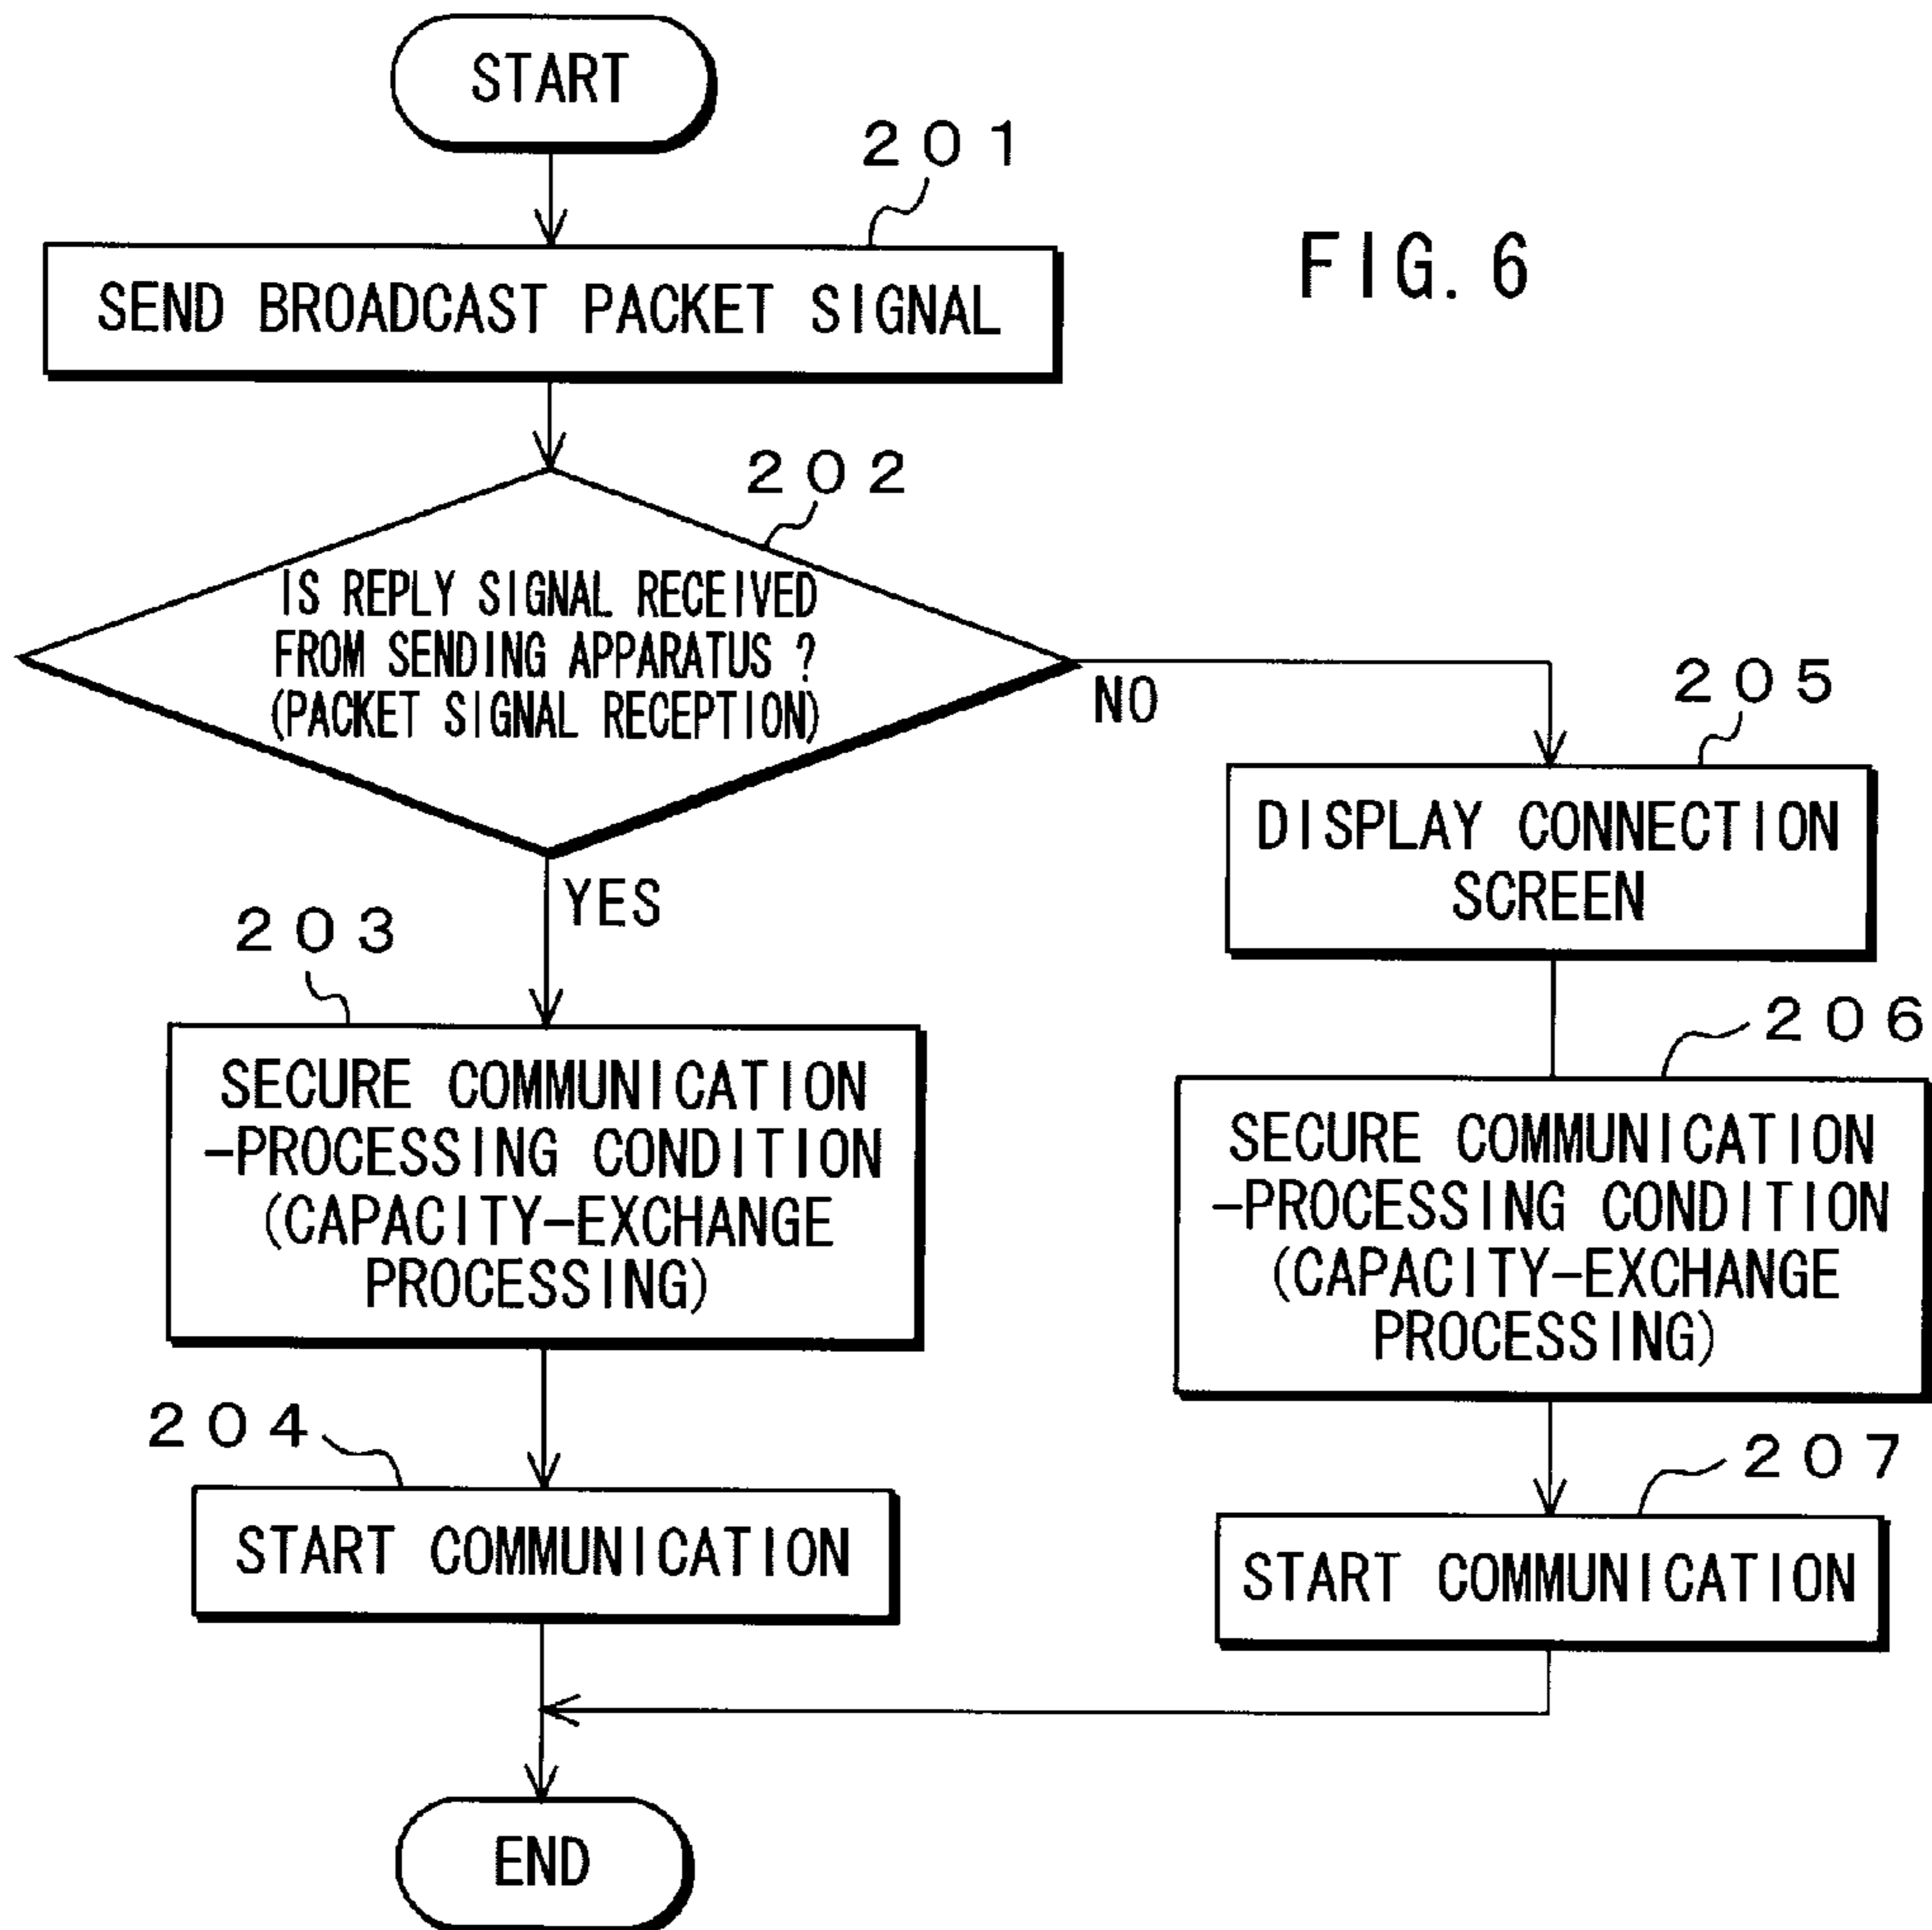 START
201
SEND BROADCAST PACKET SIGNAL
FIG. 6
202
IS REPLY SIGNAL RECEIVED
FROM SENDING APPARATUS ?
(PACKET SIGNAL RECEPTION)
NO
YES
203
SECURE COMMUNICATION
-PROCESSING CONDITION
(CAPACITY-EXCHANGE
PROCESSING)
204
START COMMUNICATION
205
DISPLAY CONNECTION
SCREEN
206
SECURE COMMUNICATION
-PROCESSING CONDITION
(CAPACITY-EXCHANGE
PROCESSING)
207
START COMMUNICATION
END